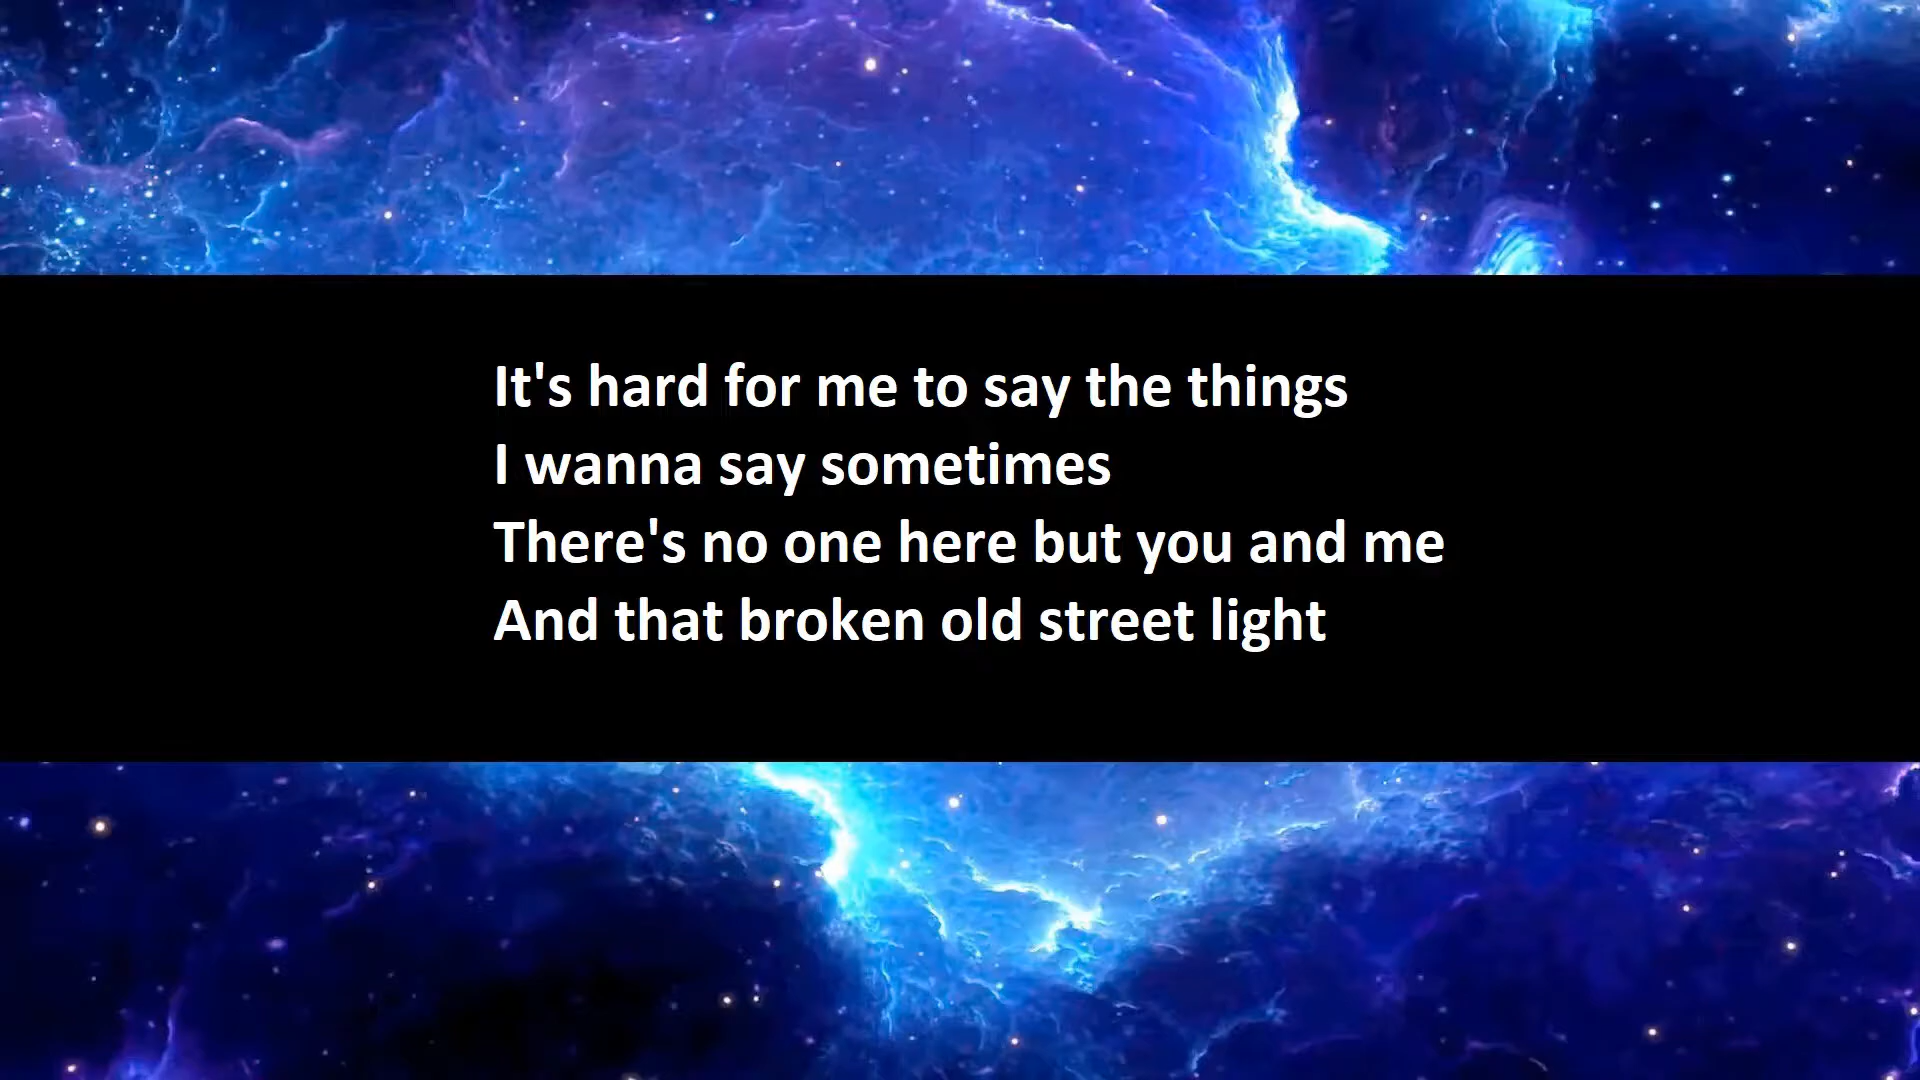 It's hard for me to say the things
I wanna say sometimes
There's no one here but you and me
And that broken old street light